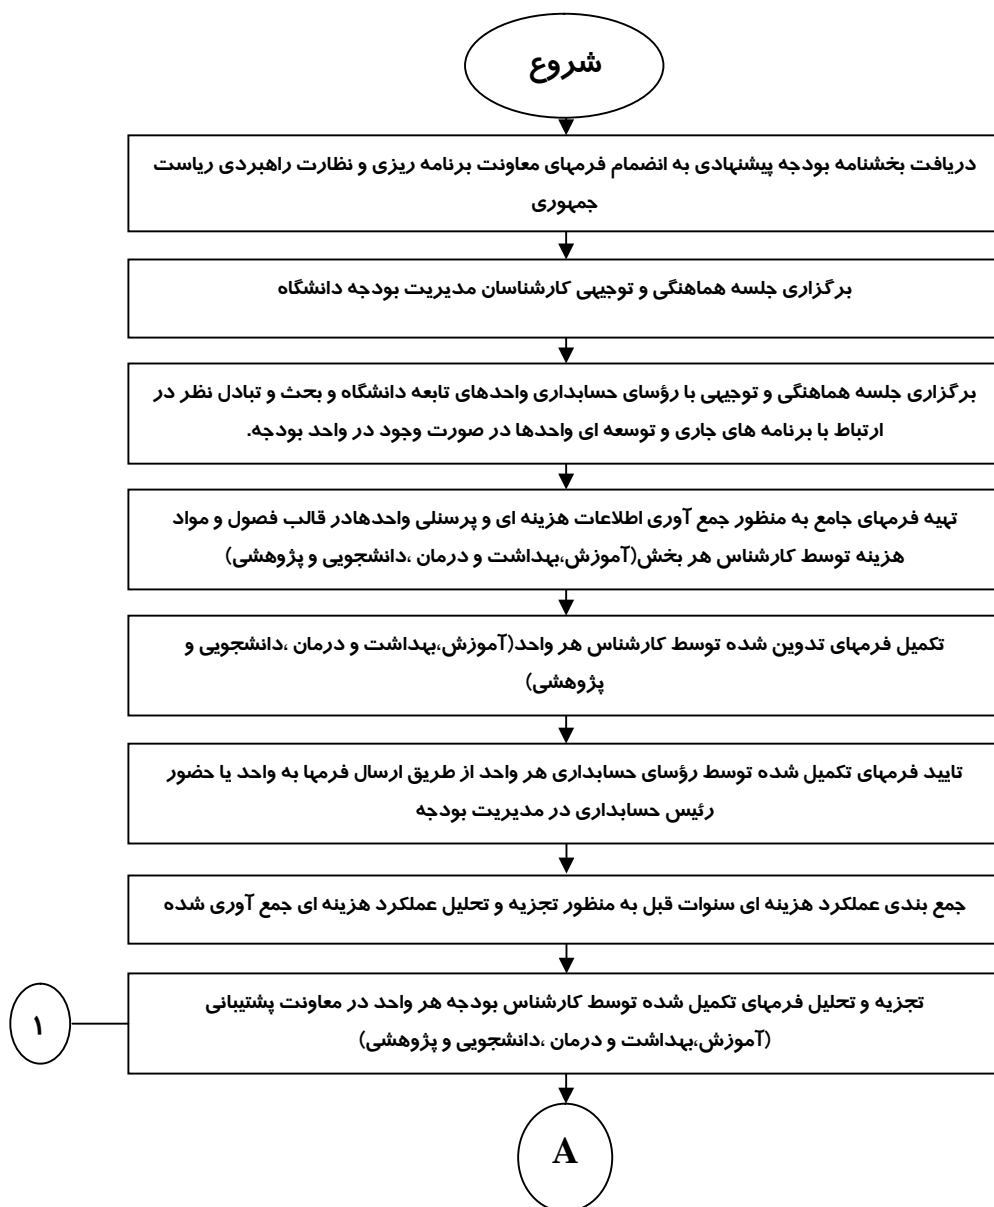 شروع
دریافت بخشنامه بودجه پیشنهادی به انضمام فرمهای معاونت برنامه ریزی و نظارت راهبردی ریاست
جمهوری
برگزاری جلسه هماهنگی و توجیهی کارشناسان مدیریت بودجه دانشگاه
برگزاری جلسه هماهنگی و توجیهی با رؤسای حسابداری واحدهای تابعه دانشگاه و بحث و تبادل نظر در
ارتباط با برنامه های جاری و توسعه ای واحدها در صورت وجود در واحد بودجه.
تهیه فرمهای جامع به منظور جمع آوری اطلاعات هزینه ای و پرسنلی واحدهادر قالب فصول و مواد
هزینه توسط کارشناس هر بخش(آموزش،بهداشت و درمان ،دانشجویی و پژوهشی)
تکمیل فرمهای تدوین شده توسط کارشناس هر واحد(آموزش،بهداشت و درمان ،دانشجویی و
پژوهشی)
تایید فرمهای تکمیل شده توسط رؤسای حسابداری هر واحد از طریق ارسال فرمها به واحد یا حضور
رئیس حسابداری در مدیریت بودجه
جمع بندی عملکرد هزینه ای سنوات قبل به منظور تجزیه و تحلیل عملکرد هزینه ای جمع آوری شده
تجزیه و تحلیل فرمهای تکمیل شده توسط کارشناس بودجه هر واحد در معاونت پشتیبانی
(آموزش،بهداشت و درمان ،دانشجویی و پژوهشی)
۱
A